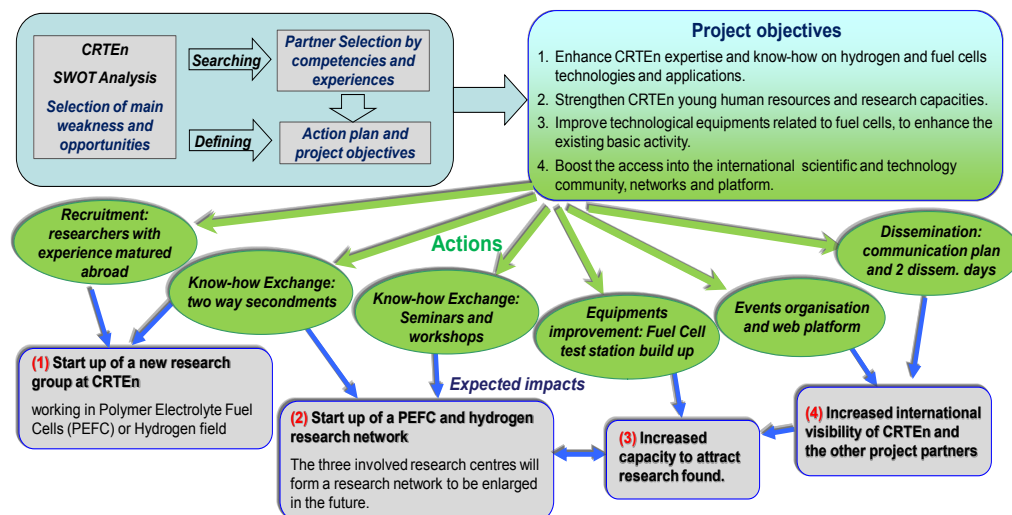 CRTEn
SWOT Analysis
Selection of main
weakness and
opportunities
Searching
Defining
Partner Selection by
competencies and
experiences
Action plan and
project objectives
Project objectives
1. Enhance CRTEn expertise and know-how on hydrogen and fuel cells
technologies and applications.
2. Strengthen CRTEn young human resources and research capacities.
3. Improve technological equipments related to fuel cells, to enhance the
existing basic activity.
4. Boost the access into the international scientific and technology
community, networks and platform.
Actions
Recruitment:
researchers with
experience matured
abroad
Know-how Exchange:
two way secondments
Know-how Exchange:
Seminars and
workshops
Equipments
improvement: Fuel Cell
test station build up
Events organisation
and web platform
Dissemination:
communication plan
and 2 dissem. days
Expected impacts
(1) Start up of a new research
group at CRTEn
working in Polymer Electrolyte Fuel
Cells (PEFC) or Hydrogen field
(2) Start up of a PEFC and hydrogen
research network
The three involved research centres will
form a research network to be enlarged
in the future.
(3) Increased
capacity to attract
research found.
(4) Increased international
visibility of CRTEn and
the other project partners